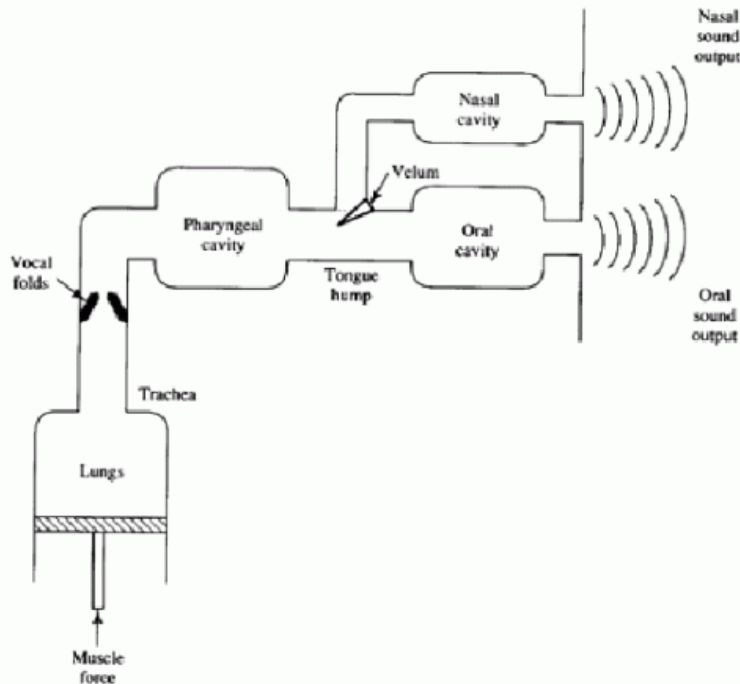 Nasal
sound
output
Nasal
cavity
Velum
Pharyngeal
cavity
Oral
cavity
Vocal
folds
Tongue
hump
Oral
sound
output
Trachea
Lungs
Muscle
force